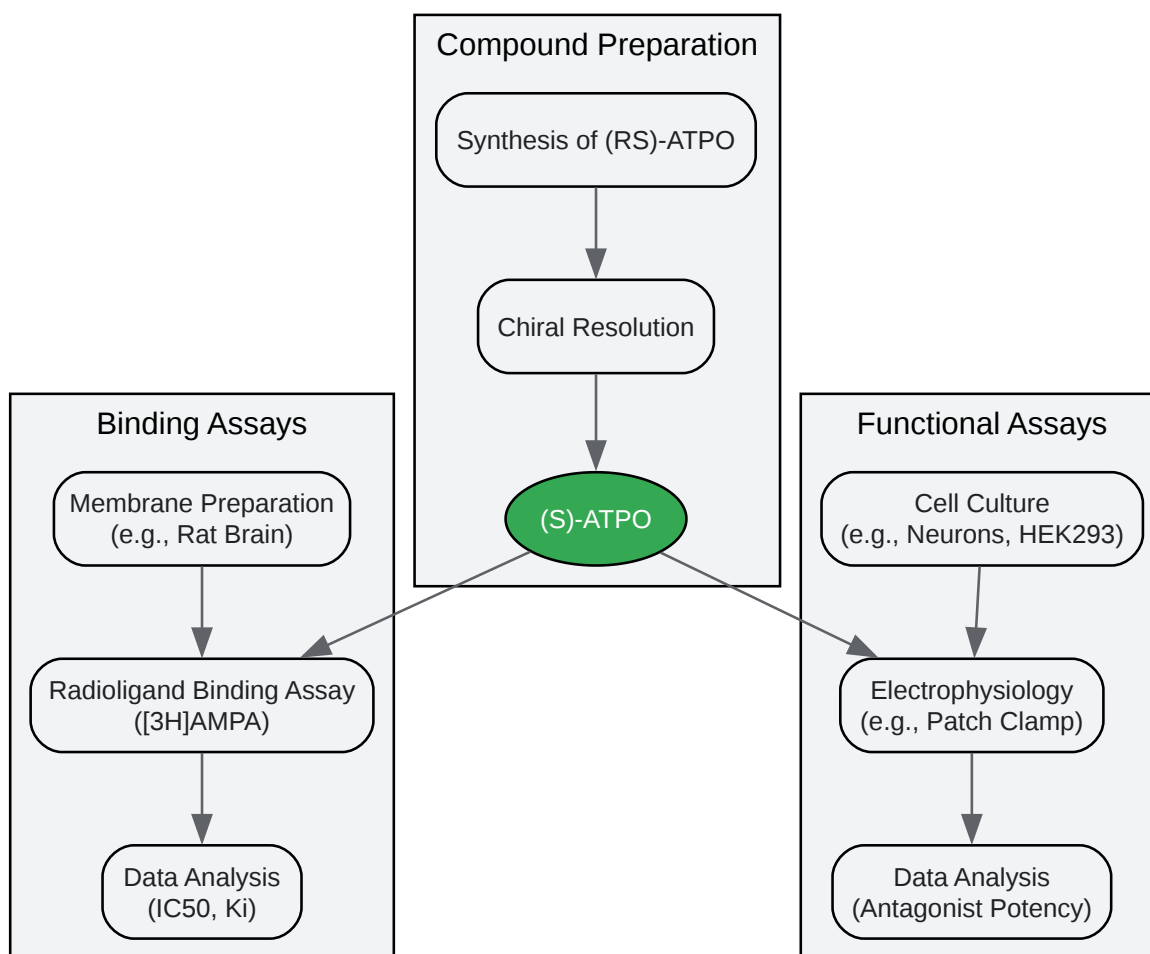 Compound Preparation
Synthesis of (RS)-ATPO
Chiral Resolution
(S)-ATPO
Binding Assays
Membrane Preparation
(e.g., Rat Brain)
Radioligand Binding Assay
([3H]AMPA)
Data Analysis
(IC50, Ki)
Functional Assays
Cell Culture
(e.g., Neurons, HEK293)
Electrophysiology
(e.g., Patch Clamp)
Data Analysis
(Antagonist Potency)